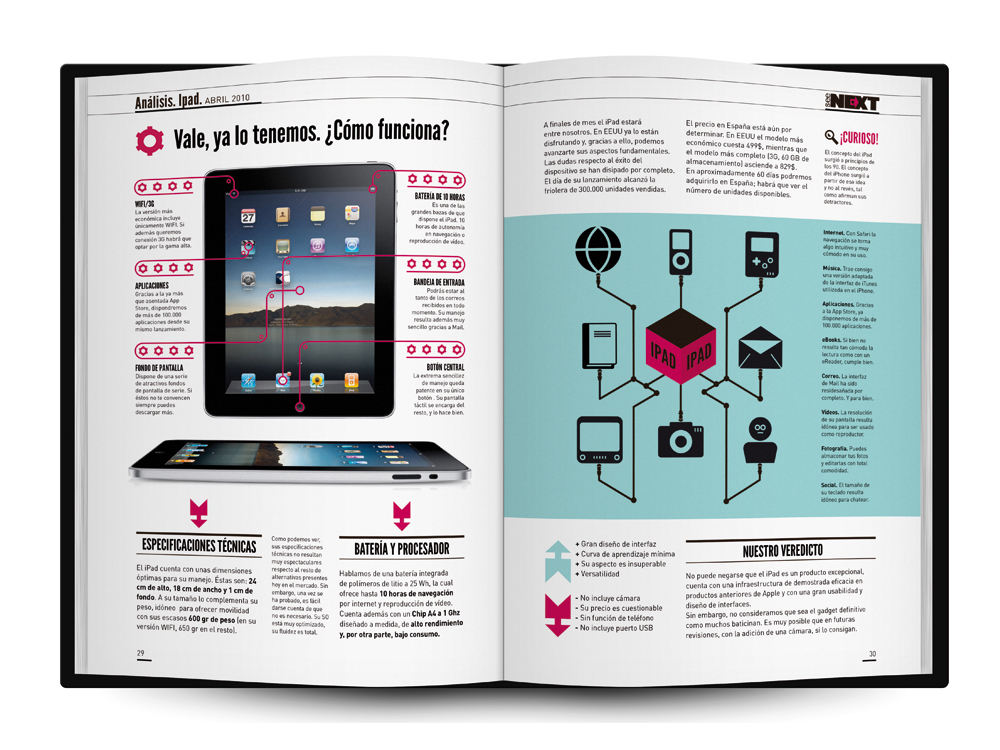 Análisis. Ipad. ABRIL 2010
Vale, ya lo tenemos. ¿Cómo funciona?
WIFI/3G
La versión más
económica incluye
únicamente WIFI. Si
además queremos
conexión 3G habrá que
optar por la gama alta.
APLICACIONES
Gracias a la ya más
que asentada App
Store, dispondremos
de más de 100.000
aplicaciones desde su
mismo lanzamiento.
FONDO DE PANTALLA
Dispone de una serie
de atractivos fondos
de pantalla de serie. Si
éstos no te convencen
siempre puedes
descargar más.
BATERÍA DE 10 HORAS
Es una de las
grandes bazas de que
dispone el iPad. 10
horas de autonomía
en navegación o
reproducción de vídeo.
BANDEJA DE ENTRADA
Podrás estar al
tanto de los correos
recibidos en todo
momento. Su manejo
resulta además muy
sencillo gracias a Mail.
BOTÓN CENTRAL
La extrema sencillez
de manejo queda
patente en su único
botón . Su pantalla
táctil se encarga del
resto, y lo hace bien.
27
ESPECIFICACIONES TÉCNICAS
El iPad cuenta con unas dimensiones
óptimas para su manejo. Éstas son: 24
cm de alto, 18 cm de ancho y 1 cm de
fondo. A su tamaño lo complementa su
peso, idóneo para ofrecer movilidad
con sus escasos 600 gr de peso (en su
versión WIFI, 650 gr en el resto).
Como podemos ver,
sus especificaciones
técnicas no resultan
muy espectaculares
respecto al resto de
alternativas presentes
hoy en el mercado. Sin
embargo, una vez se
ha probado, es fácil
darse cuenta de que
no es necesario. Su SO
está muy optimizado,
su fluidez es total.
BATERÍA Y PROCESADOR
Hablamos de una batería integrada
de polímeros de litio a 25 Wh, la cual
ofrece hasta 10 horas de navegación
por internet y reproducción de vídeo.
Cuenta además con un Chip A4 a 1 Ghz
diseñado a medida, de alto rendimiento
y, por otra parte, bajo consumo.
29
A finales de mes el iPad estará
entre nosotros. En EEUU ya lo están
disfrutando y, gracias a ello, podemos
avanzarte sus aspectos fundamentales.
Las dudas respecto al éxito del
dispositivo se han disipado por completo.
El día de su lanzamiento alcanzó la
friolera de 300.000 unidades vendidas.
El precio en España está aún por
determinar. En EEUU el modelo más
económico cuesta 499$, mientras que
el modelo más completo (3G, 60 GB de
almacenamiento) asciende a 829$.
En aproximadamente 60 días podremos
adquirirlo en España; habrá que ver el
número de unidades disponible.
SEE NEXT
¡CURIOSO!
El concepto del iPad
surgió a principios de
los 90. El concepto
del iPhone surgió a
partir de esa idea
y no al revés, tal
como afirman sus
detractores.
IPAD IPAD
Internet. Con Safari la
navegación se torna
algo intuitivo y muy
cómodo en su uso.
Música. Trae consigo
una versión adaptada
de la interfaz de iTunes
utilizada en el iPhone.
Aplicaciones. Gracias
a la App Store, ya
disponemos de más de
100.000 aplicaciones.
eBooks. Si bien no
resulta tan cómoda la
lectura como con un
eReader, cumple bien.
Correo. La interfaz
de Mail ha sido
residesañada por
completo. Y para bien.
Vídeos. La resolución
de su pantalla resulta
idónea para ser usado
como reproductor.
Fotografía. Puedes
almacenar tus fotos
y editarlas con total
comodidad.
Social. El tamaño de
su teclado resulta
idóneo para chatear.
+ Gran diseño de interfaz
+ Curva de aprendizaje mínima
+ Su aspecto es insuperable
+ Versatilidad
- No incluye cámara
- Su precio es cuestionable
- Sin función de teléfono
- No incluye puerto USB
NUESTRO VEREDICTO
No puede negarse que el iPad es un producto excepcional,
cuenta con una infraestructura de demostrada eficacia en
productos anteriores de Apple y con una gran usabilidad y
diseño de interfaces.
Sin embargo, no consideramos que sea el gadget definitivo
como muchos baticinan. Es muy posible que en futuras
revisiones, con la adición de una cámara, sí lo consigan.
30